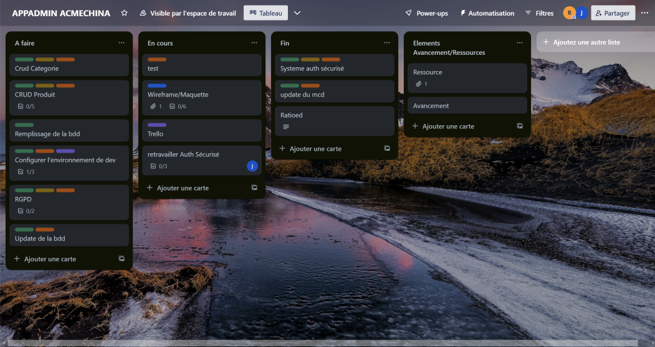 APPADMIN ACMECHINA
Visible par l'espace de travail
Tableau
Power-ups
Automatisation
Filtres
R
J
Partager
A faire
Crud Categorie
CRUD Produit
0/5
Remplissage de la bdd
Configurer l'environement de dev
1/3
RGPD
0/2
Update de la bdd
+ Ajouter une carte
En cours
test
Wireframe/Maquette
1
0/6
Trello
retravailler Auth Sécurisé
0/3
J
+ Ajouter une carte
Fin
Systeme auth sécurisé
update du mcd
Ratioed
+ Ajouter une carte
Elements
Avancement/Ressources
Ressource
1
Avancement
+ Ajouter une carte
+ Ajoutez une autre liste